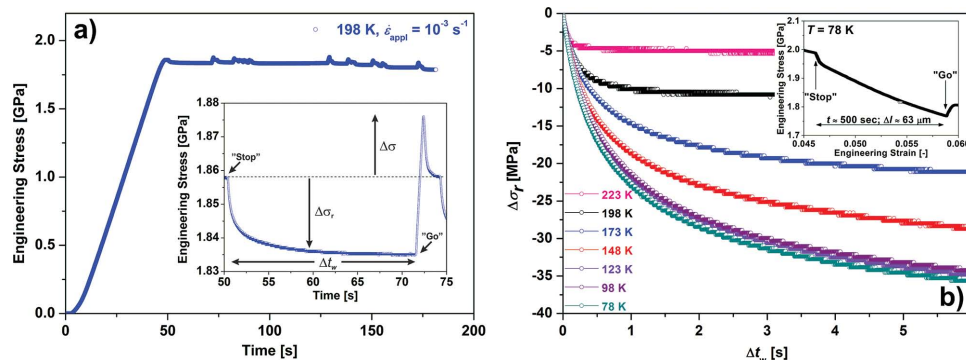 a)
198 K, ε̇appl = 10⁻³ s⁻¹
Engineering Stress [GPa]
2.0
1.5
1.0
0.5
0.0
0 50 100 150 200
Time [s]
Engineering Stress [GPa]
1.88
1.87
1.86
1.85
1.84
1.83
"Stop"
Δσ
Δσr
"Go"
Δtw
50 55 60 65 70 75
Time [s]
Δσr [MPa]
0
-5
-10
-15
-20
-25
-30
-35
-40
223 K
198 K
173 K
148 K
123 K
98 K
78 K
b)
0 1 2 3 4 5
Δtw [s]
T = 78 K
Engineering Stress [GPa]
2.1
2.0
1.9
1.8
1.7
"Stop"
"Go"
t ≈ 500 sec; Δl ≈ 63 μm
0.045 0.050 0.055 0.060
Engineering Strain [-]